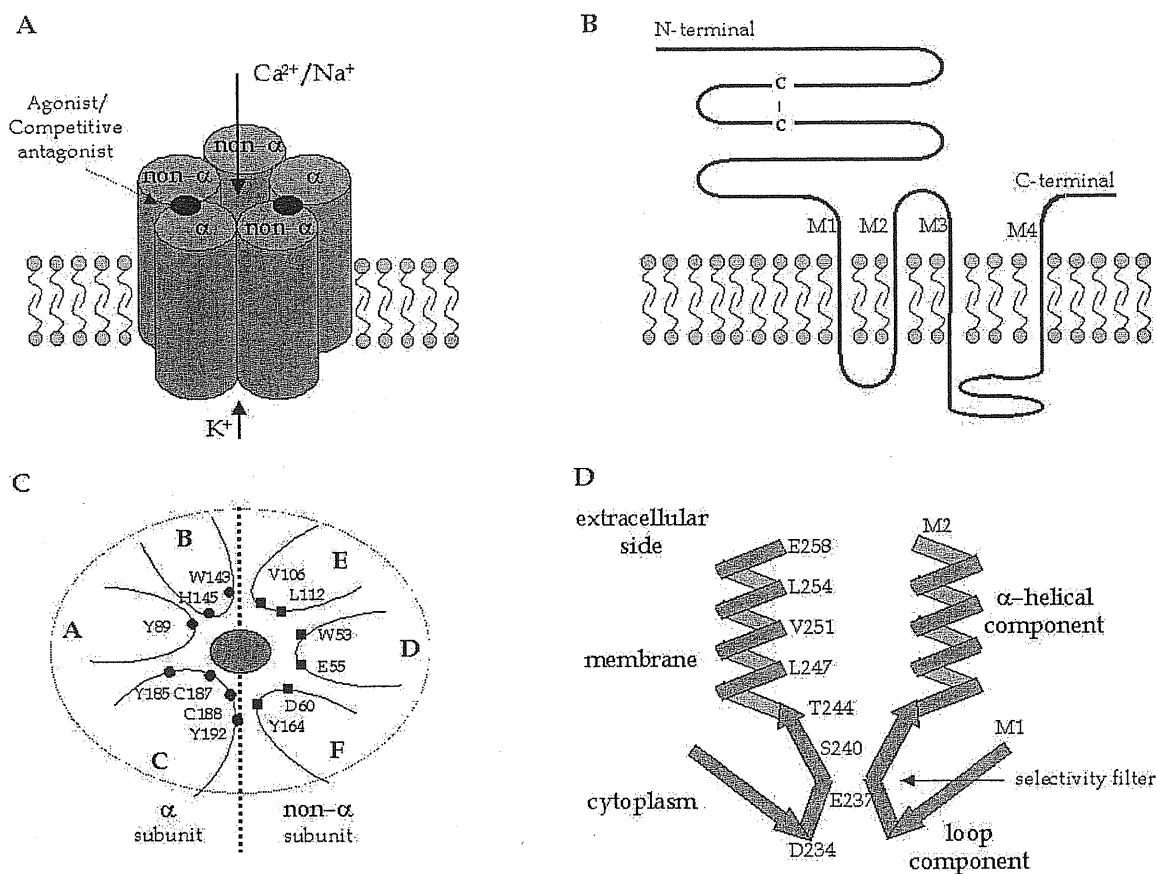 A
Ca²⁺/Na⁺
Agonist/
Competitive
antagonist
non-α
non-α
α
α
non-α
K⁺
B
N-terminal
C
C
C-terminal
M1
M2
M3
M4
C
B
E
W143
V106
H145
L112
A
Y89
W53
D
E55
Y185
C187
D60
C188
Y164
Y192
C
F
α
subunit
non-α
subunit
D
extracellular
side
M2
E258
L254
α-helical
component
V251
membrane
L247
T244
M1
S240
selectivity filter
cytoplasm
E237
loop
component
D234